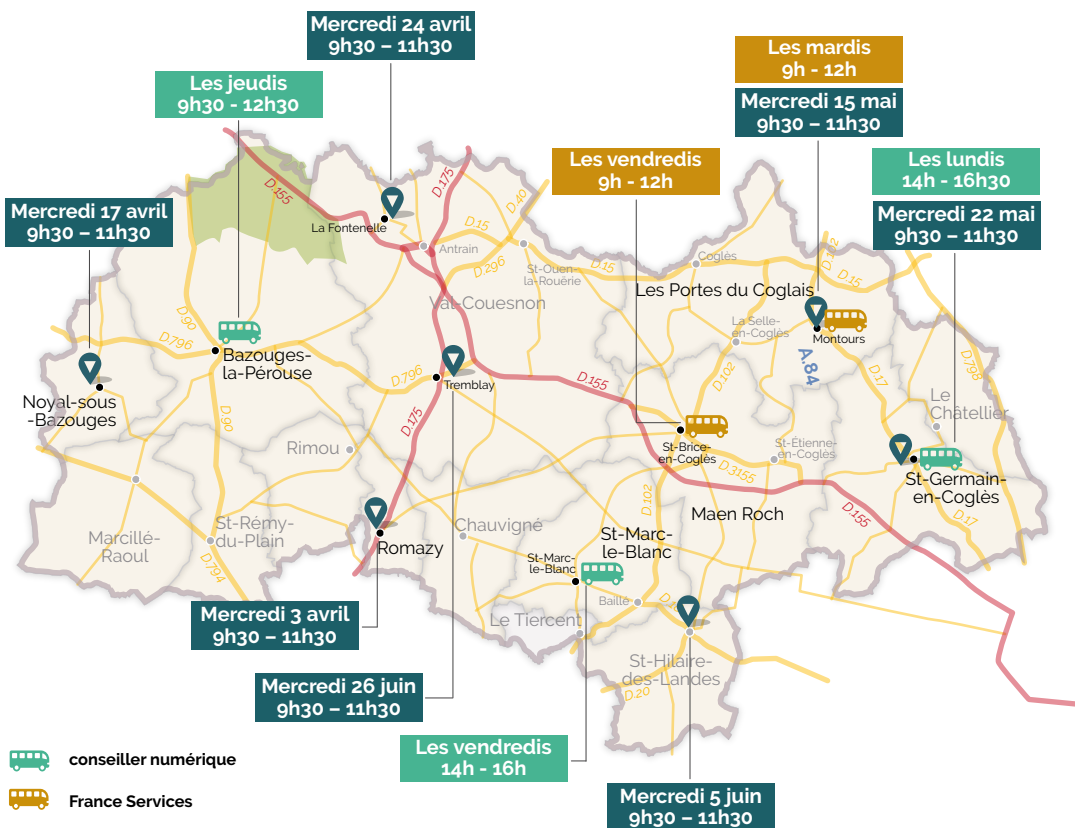 Mercredi 24 avril
9h30 – 11h30
Les mardis
9h - 12h
Mercredi 15 mai
9h30 – 11h30
Les jeudis
9h30 - 12h30
Les vendredis
9h - 12h
Les lundis
14h - 16h30
Mercredi 22 mai
9h30 – 11h30
Mercredi 17 avril
9h30 – 11h30
D.155
D.175
D.40
La Fontenelle
D.15
Antrain
D.296
St-Ouen-
la-Rouërie
D.15
Coglès
D.15
Val-Couesnon
Les Portes du Coglais
La Selle-
en-Coglès
Montours
A.84
D.90
D.796
Bazouges-
la-Pérouse
D.796
Tremblay
D.155
D.102
D.17
D.798
Noyal-sous
-Bazouges
D.90
D.175
Rimou
St-Brice-
en-Coglès
St-Étienne-
en-Coglès
Le
Châtellier
D.3155
St-Germain-
en-Coglès
D.102
Maen Roch
D.155
D.17
Marcillé-
Raoul
St-Rémy-
du-Plain
D.794
Romazy
Chauvigné
St-Marc-
le-Blanc
St-Marc-
le-Blanc
Baillé
Le Tiercent
St-Hilaire-
des-Landes
D.20
Mercredi 3 avril
9h30 – 11h30
Mercredi 26 juin
9h30 – 11h30
Les vendredis
14h - 16h
Mercredi 5 juin
9h30 – 11h30
conseiller numérique
France Services